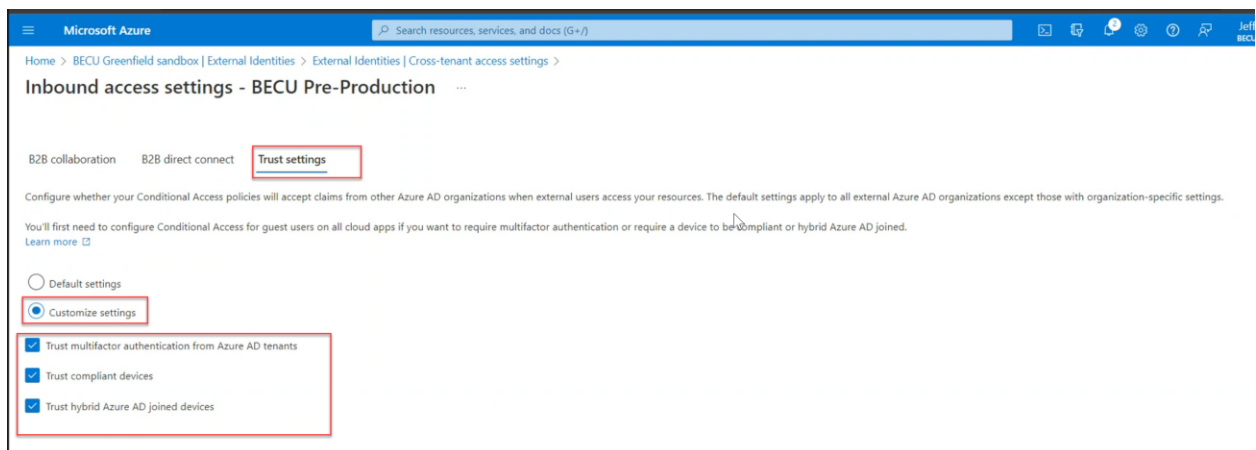 Microsoft Azure
Search resources, services, and docs (G+/)
2
Jeff
BECU
Home > BECU Greenfield sandbox | External Identities > External Identities | Cross-tenant access settings >
Inbound access settings - BECU Pre-Production ...
B2B collaboration B2B direct connect Trust settings
Configure whether your Conditional Access policies will accept claims from other Azure AD organizations when external users access your resources. The default settings apply to all external Azure AD organizations except those with organization-specific settings.
You'll first need to configure Conditional Access for guest users on all cloud apps if you want to require multifactor authentication or require a device to be compliant or hybrid Azure AD joined.
Learn more
Default settings
Customize settings
Trust multifactor authentication from Azure AD tenants
Trust compliant devices
Trust hybrid Azure AD joined devices